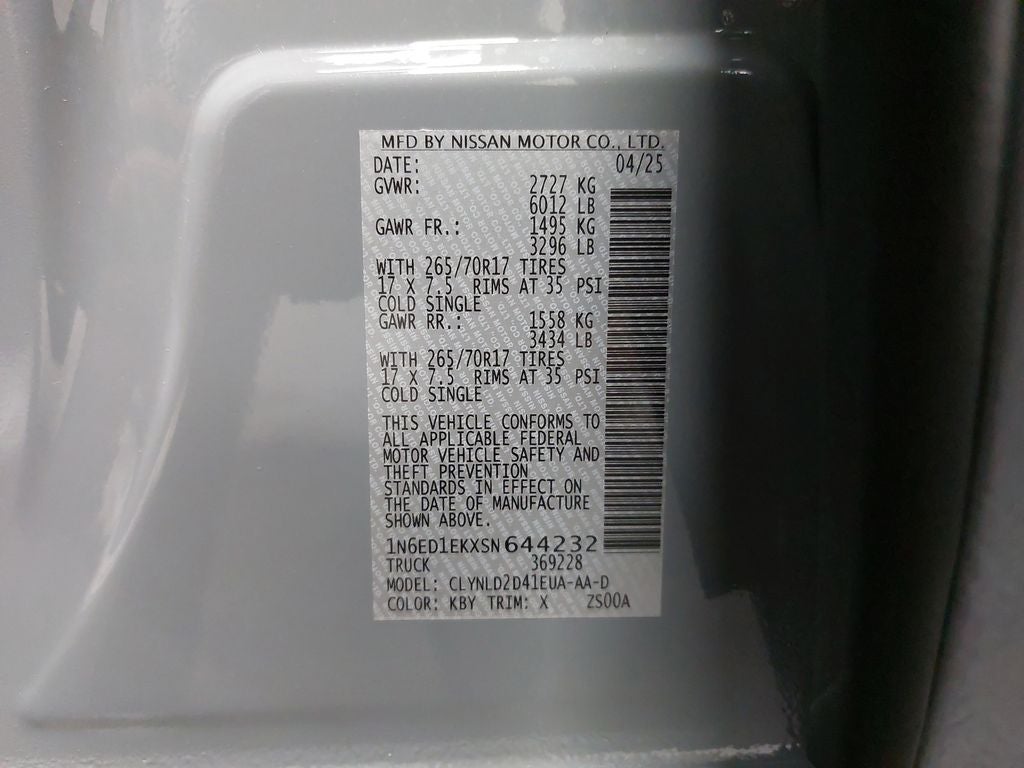 MFD BY NISSAN MOTOR CO., LTD.
DATE: 04/25
GVWR: 2727 KG
6012 LB
GAWR FR.: 1495 KG
3296 LB
WITH 265/70R17 TIRES
17 X 7.5 RIMS AT 35 PSI
COLD SINGLE
GAWR RR.: 1558 KG
3434 LB
WITH 265/70R17 TIRES
17 X 7.5 RIMS AT 35 PSI
COLD SINGLE
THIS VEHICLE CONFORMS TO
ALL APPLICABLE FEDERAL
MOTOR VEHICLE SAFETY AND
THEFT PREVENTION
STANDARDS IN EFFECT ON
THE DATE OF MANUFACTURE
SHOWN ABOVE.
1N6ED1EKXSN644232
TRUCK 369228
MODEL: CLYNLD2D41EUA-AA-D
COLOR: KBY TRIM: X ZS00A